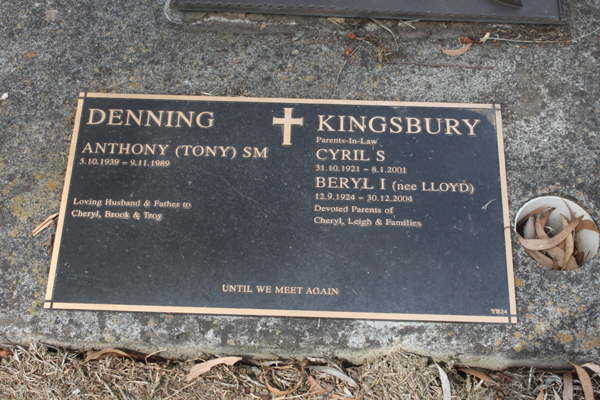 DENNING
ANTHONY (TONY) SM
5.10.1939 – 9.11.1989
Loving Husband & Father to
Cheryl, Brook & Troy
KINGSBURY
Parents-In-Law
CYRIL S
31.10.1921 – 8.1.2001
BERYL I (nee LLOYD)
12.9.1924 – 30.12.2004
Devoted Parents of
Cheryl, Leigh & Families
UNTIL WE MEET AGAIN
YB24